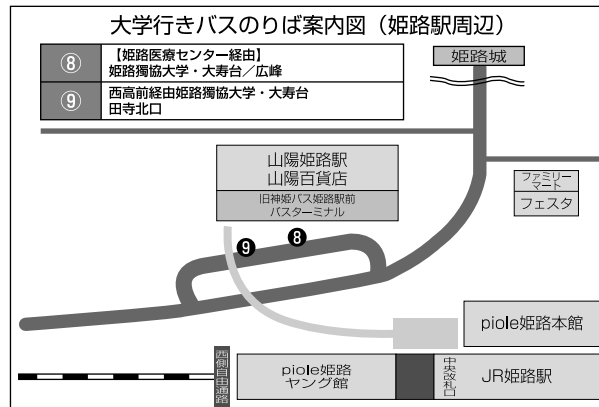 大学行きバスのりば案内図（姫路駅周辺）
⑧
【姫路医療センター経由】
姫路獨協大学・大寿台／広峰
⑨
西高前経由姫路獨協大学・大寿台
田寺北口
姫路城
山陽姫路駅
山陽百貨店
旧神姫バス姫路駅前
バスターミナル
ファミリー
マート
フェスタ
❾
❽
piole姫路本館
西側自由通路
piole姫路
ヤング館
中央改札口
JR姫路駅